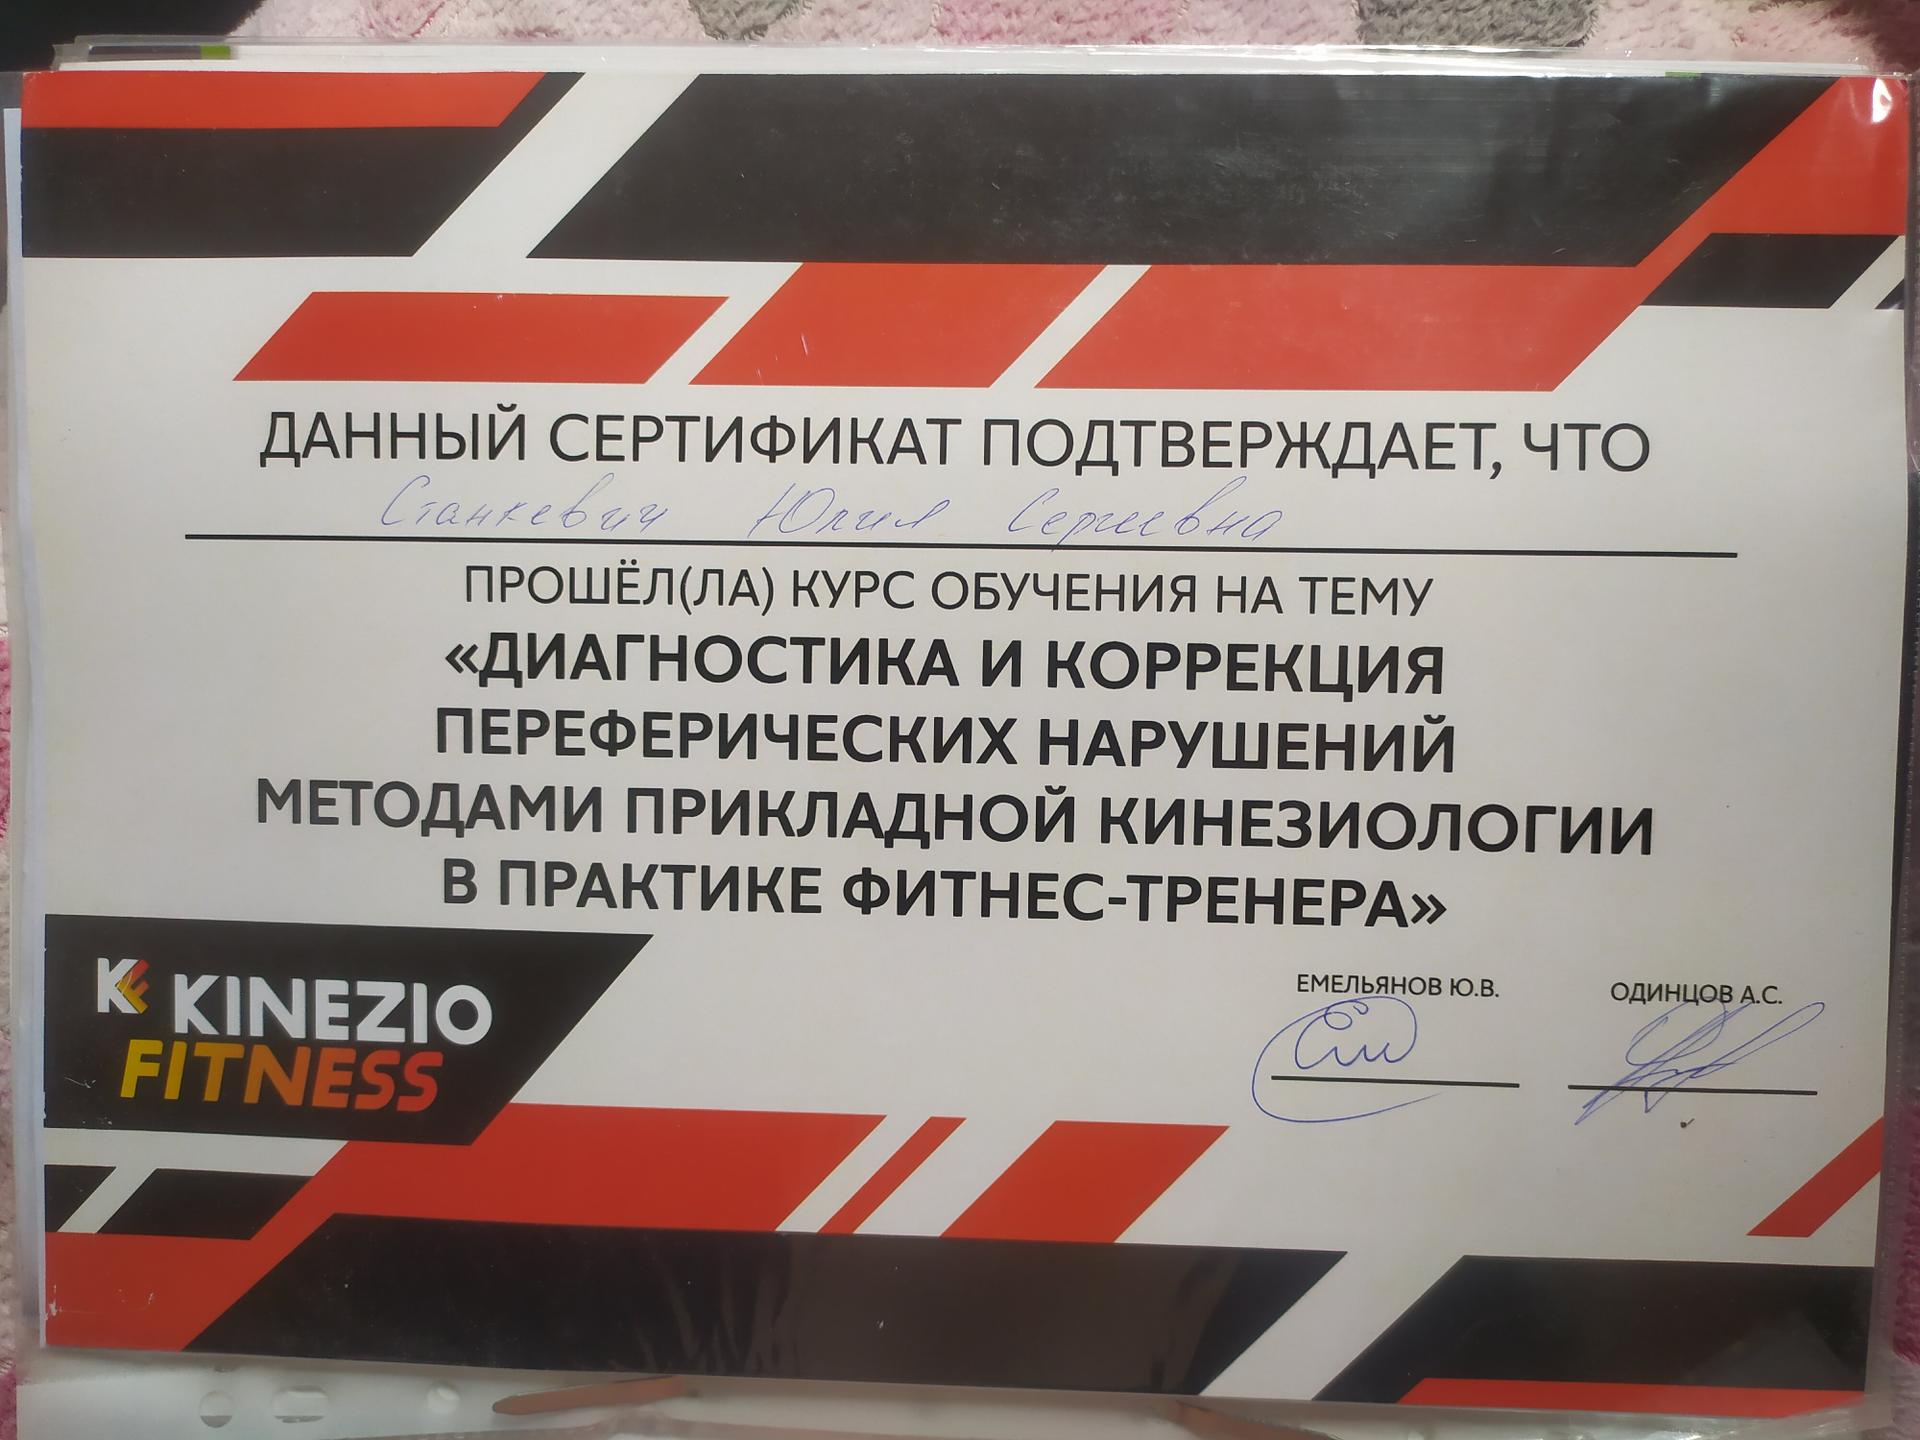 ДАННЫЙ СЕРТИФИКАТ ПОДТВЕРЖДАЕТ, ЧТО
Станкевич Юлия Сергеевна
ПРОШЁЛ(ЛА) КУРС ОБУЧЕНИЯ НА ТЕМУ
«ДИАГНОСТИКА И КОРРЕКЦИЯ
ПЕРЕФЕРИЧЕСКИХ НАРУШЕНИЙ
МЕТОДАМИ ПРИКЛАДНОЙ КИНЕЗИОЛОГИИ
В ПРАКТИКЕ ФИТНЕС-ТРЕНЕРА»
KF KINEZIO
FITNESS
ЕМЕЛЬЯНОВ Ю.В.
ОДИНЦОВ А.С.